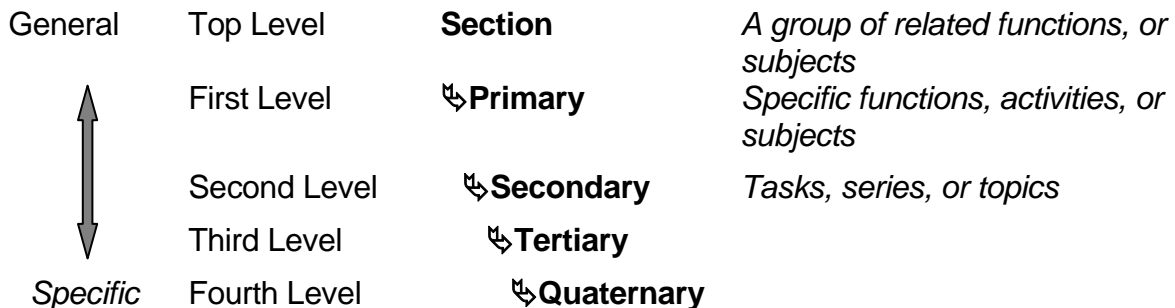 General Top Level Section A group of related functions, or
subjects
First Level Primary Specific functions, activities, or
subjects
Second Level Secondary Tasks, series, or topics
Third Level Tertiary
Specific Fourth Level Quaternary